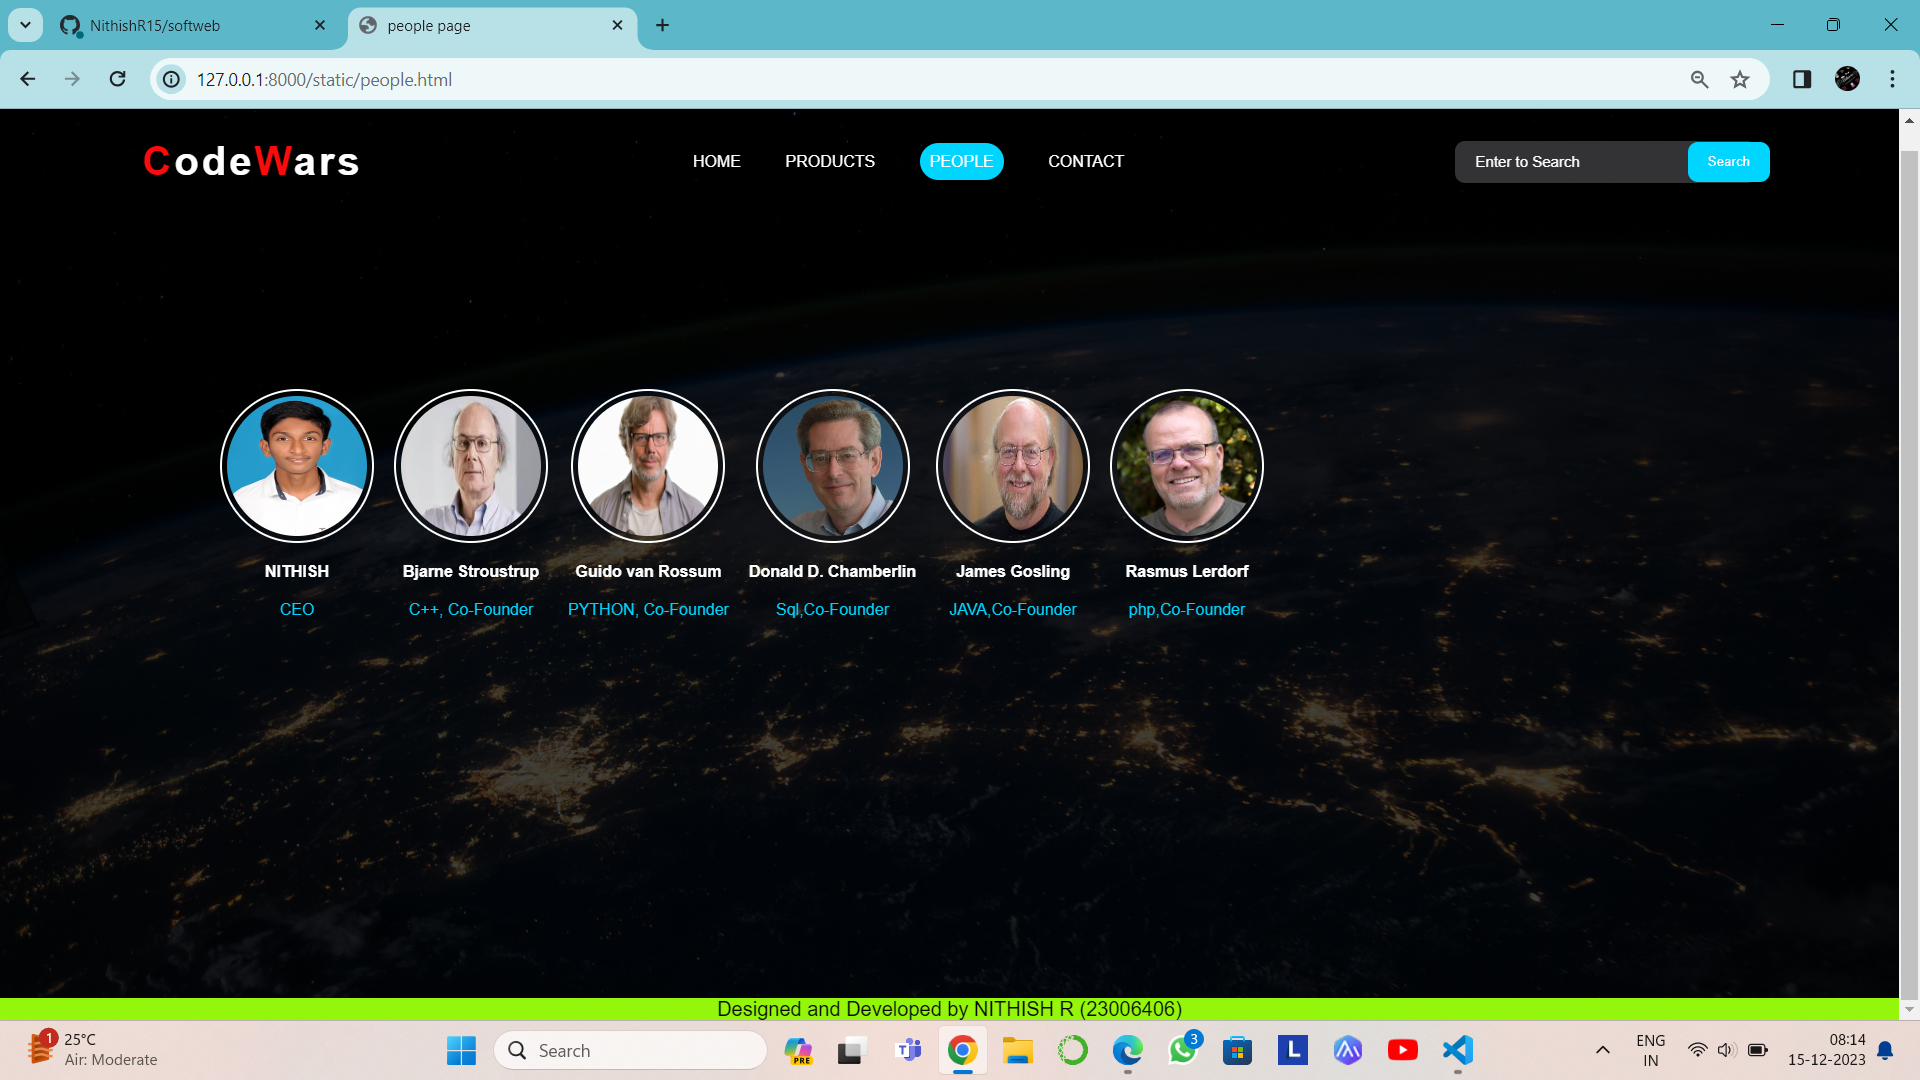 NithishR15/softweb
people page
127.0.0.1:8000/static/people.html
CodeWars
HOME
PRODUCTS
PEOPLE
CONTACT
Enter to Search
Search
NITHISH
Bjarne Stroustrup
Guido van Rossum
Donald D. Chamberlin
James Gosling
Rasmus Lerdorf
CEO
C++, Co-Founder
PYTHON, Co-Founder
Sql,Co-Founder
JAVA,Co-Founder
php,Co-Founder
Designed and Developed by NITHISH R (23006406)
1
25°C
Air: Moderate
Search
PRE
3
L
ENG
IN
08:14
15-12-2023